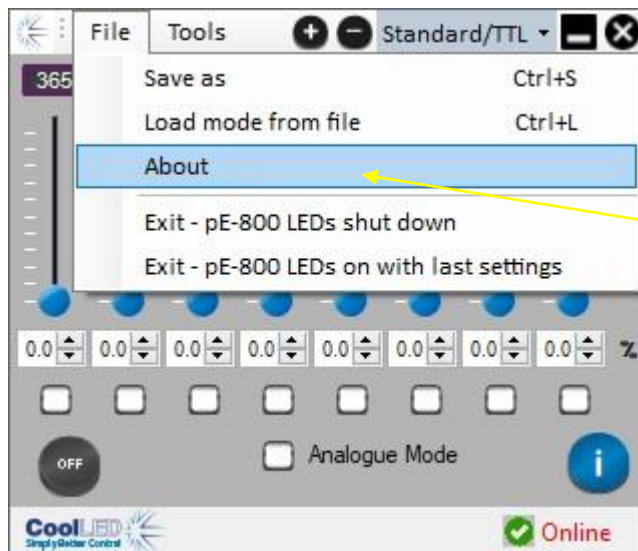 File Tools Standard/TTL
365
Save as Ctrl+S
Load mode from file Ctrl+L
About
Exit - pE-800 LEDs shut down
Exit - pE-800 LEDs on with last settings
0.0 0.0 0.0 0.0 0.0 0.0 0.0 0.0 %
OFF Analogue Mode i
CoolLED
Simply Better Control
Online